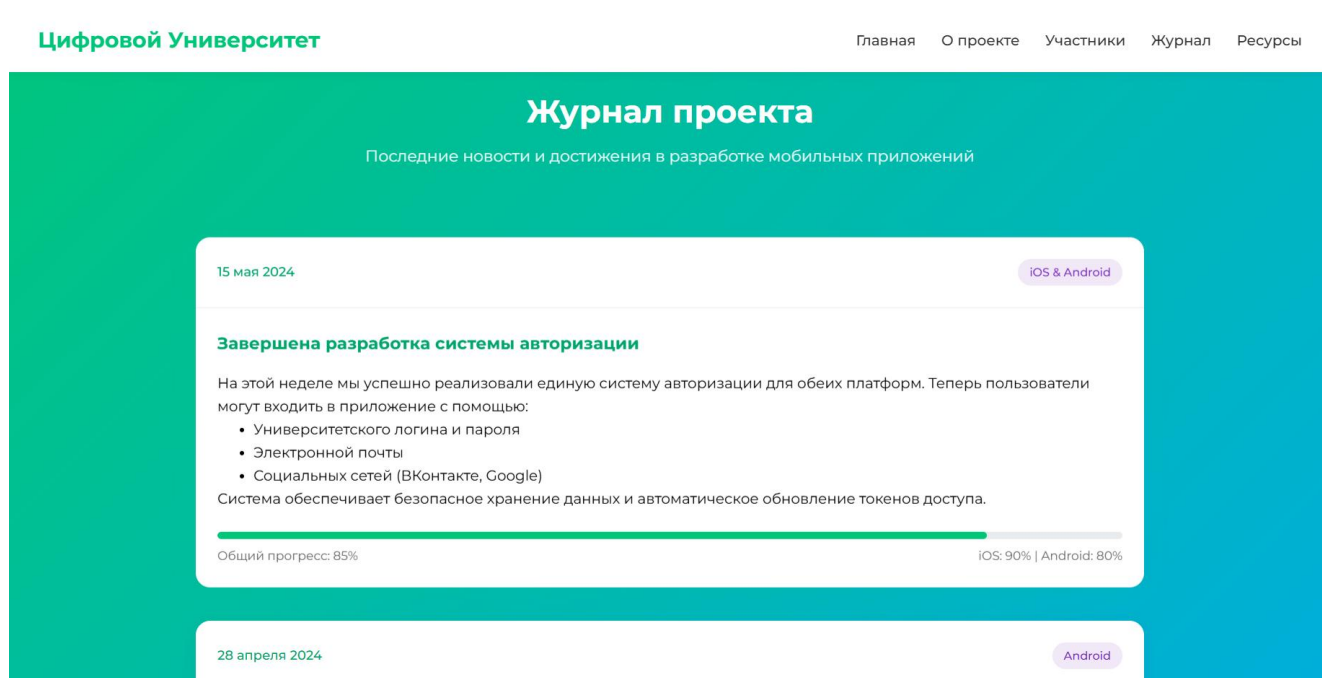 Цифровой Университет
Главная О проекте Участники Журнал Ресурсы
Журнал проекта
Последние новости и достижения в разработке мобильных приложений
15 мая 2024
iOS & Android
Завершена разработка системы авторизации
На этой неделе мы успешно реализовали единую систему авторизации для обеих платформ. Теперь пользователи
могут входить в приложение с помощью:
• Университетского логина и пароля
• Электронной почты
• Социальных сетей (ВКонтакте, Google)
Система обеспечивает безопасное хранение данных и автоматическое обновление токенов доступа.
Общий прогресс: 85%
iOS: 90% | Android: 80%
28 апреля 2024
Android